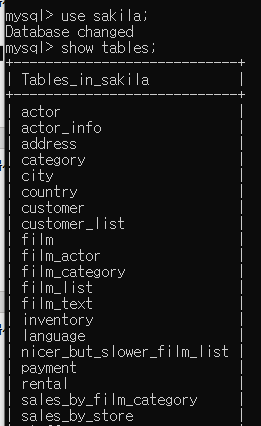 mysql> use sakila;
Database changed
mysql> show tables;
+----------------------------+
| Tables_in_sakila           |
+----------------------------+
| actor                      |
| actor_info                 |
| address                    |
| category                   |
| city                       |
| country                    |
| customer                   |
| customer_list              |
| film                       |
| film_actor                 |
| film_category              |
| film_list                  |
| film_text                  |
| inventory                  |
| language                   |
| nicer_but_slower_film_list |
| payment                    |
| rental                     |
| sales_by_film_category     |
| sales_by_store             |